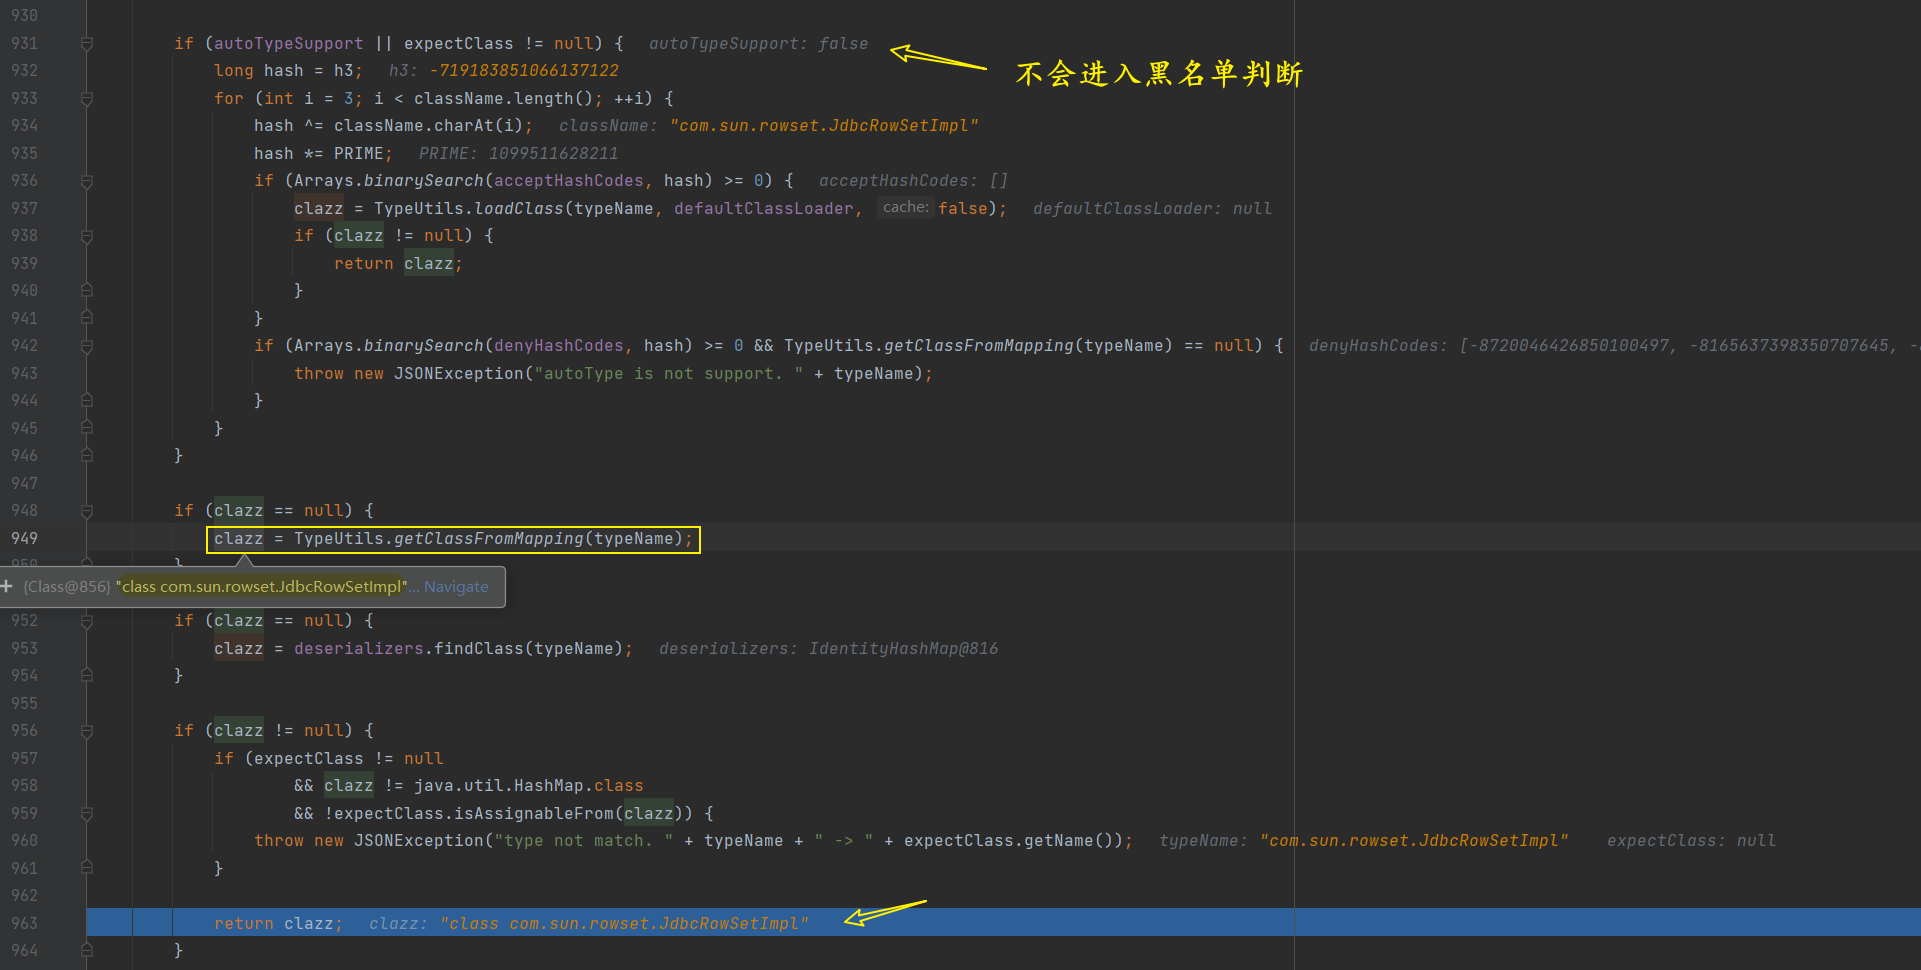 930
931 if (autoTypeSupport || expectClass != null) { autoTypeSupport: false
不会进入黑名单判断
932 long hash = h3; h3: -719183851066137122
933 for (int i = 3; i < className.length(); ++i) {
934 hash ^= className.charAt(i); className: "com.sun.rowset.JdbcRowSetImpl"
935 hash *= PRIME; PRIME: 1099511628211
936 if (Arrays.binarySearch(acceptHashCodes, hash) >= 0) { acceptHashCodes: []
937 clazz = TypeUtils.loadClass(typeName, defaultClassLoader, cache: false); defaultClassLoader: null
938 if (clazz != null) {
939 return clazz;
940 }
941 }
942 if (Arrays.binarySearch(denyHashCodes, hash) >= 0 && TypeUtils.getClassFromMapping(typeName) == null) { denyHashCodes: [-8720046426850100497, -8165637398350707645, -
943 throw new JSONException("autoType is not support. " + typeName);
944 }
945 }
946 }
947
948 if (clazz == null) {
949 clazz = TypeUtils.getClassFromMapping(typeName);
950 }
+ {Class@856} "class com.sun.rowset.JdbcRowSetImpl"... Navigate
952 if (clazz == null) {
953 clazz = deserializers.findClass(typeName); deserializers: IdentityHashMap@816
954 }
955
956 if (clazz != null) {
957 if (expectClass != null
958 && clazz != java.util.HashMap.class
959 && !expectClass.isAssignableFrom(clazz)) {
960 throw new JSONException("type not match. " + typeName + " -> " + expectClass.getName()); typeName: "com.sun.rowset.JdbcRowSetImpl" expectClass: null
961 }
962
963 return clazz; clazz: "class com.sun.rowset.JdbcRowSetImpl"
964 }